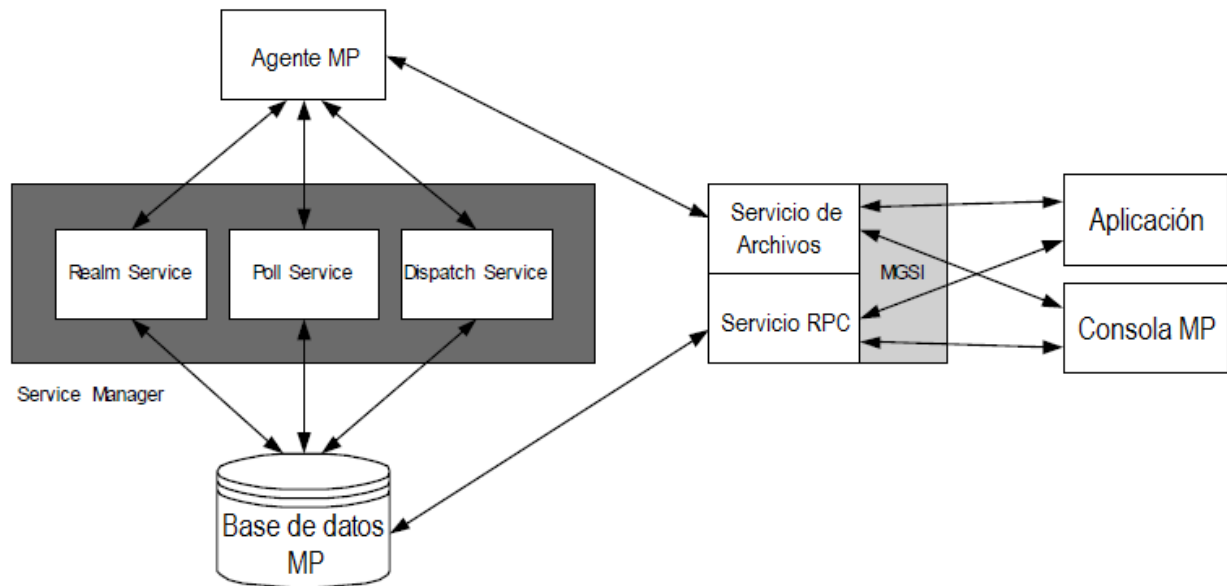 Agente MP
Servicio de
Archivos
MGSI
Aplicación
Realm Service
Poll Service
Dispatch Service
Servicio RPC
Consola MP
Service Manager
Base de datos
MP